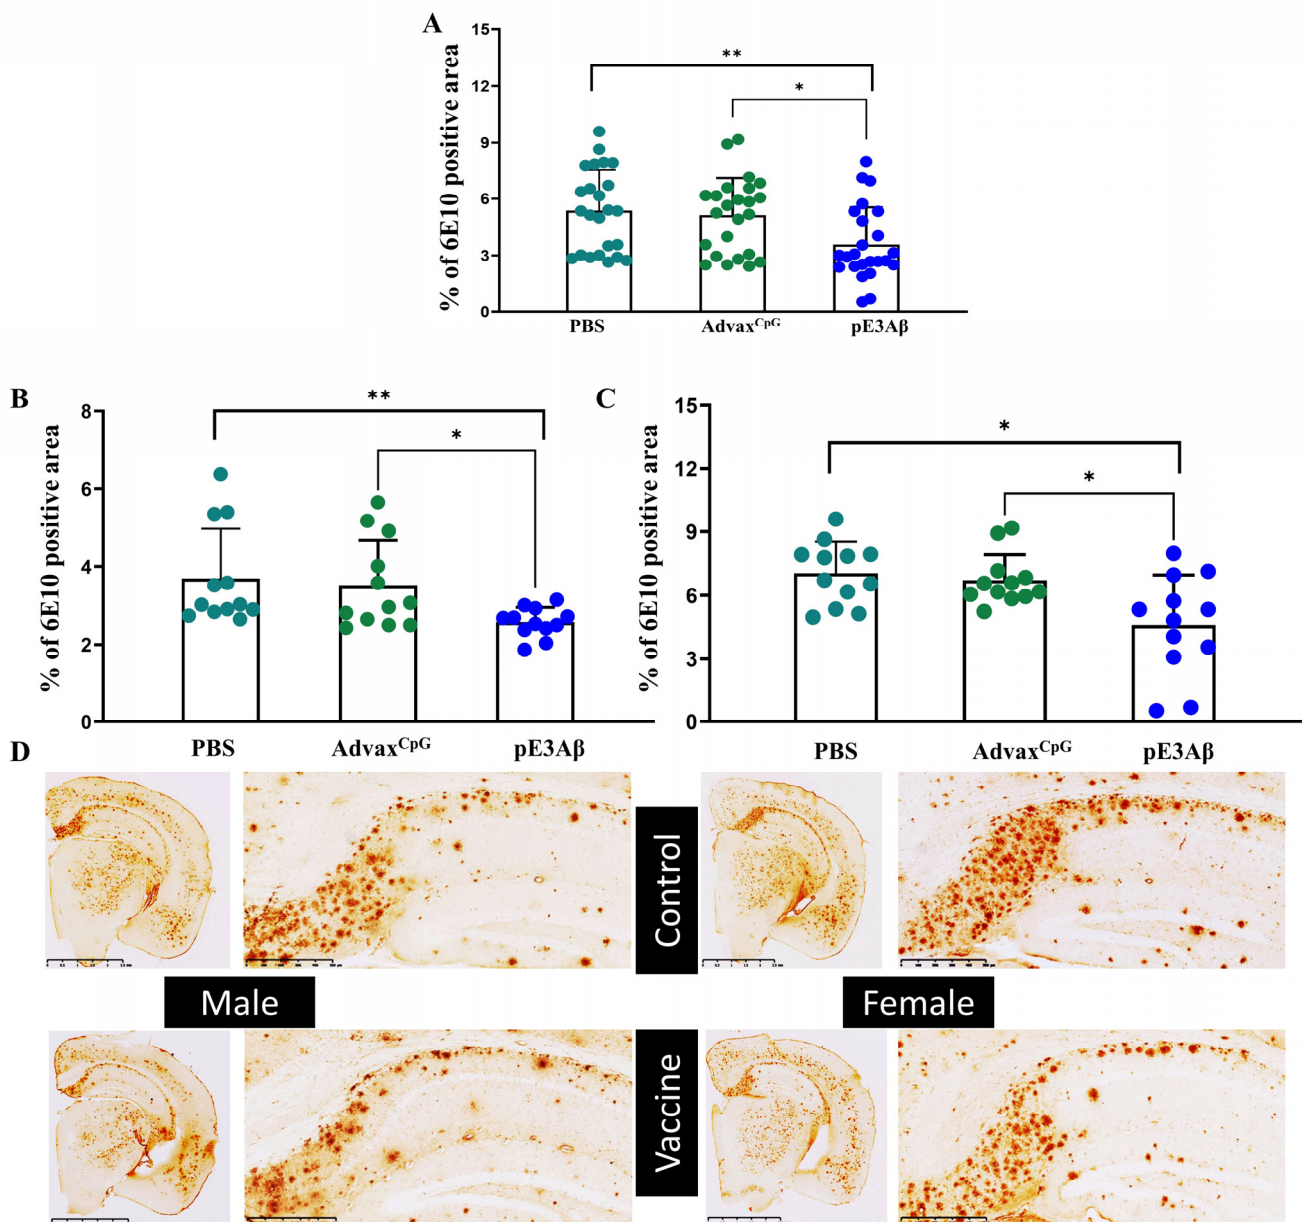 A
% of 6E10 positive area
15
12
9
6
3
0
**
*
PBS
Advax^CpG
pE3Aβ
B
% of 6E10 positive area
8
6
4
2
0
**
*
PBS
Advax^CpG
pE3Aβ
C
% of 6E10 positive area
15
12
9
6
3
0
*
*
PBS
Advax^CpG
pE3Aβ
D
Control
Male
Female
Vaccine